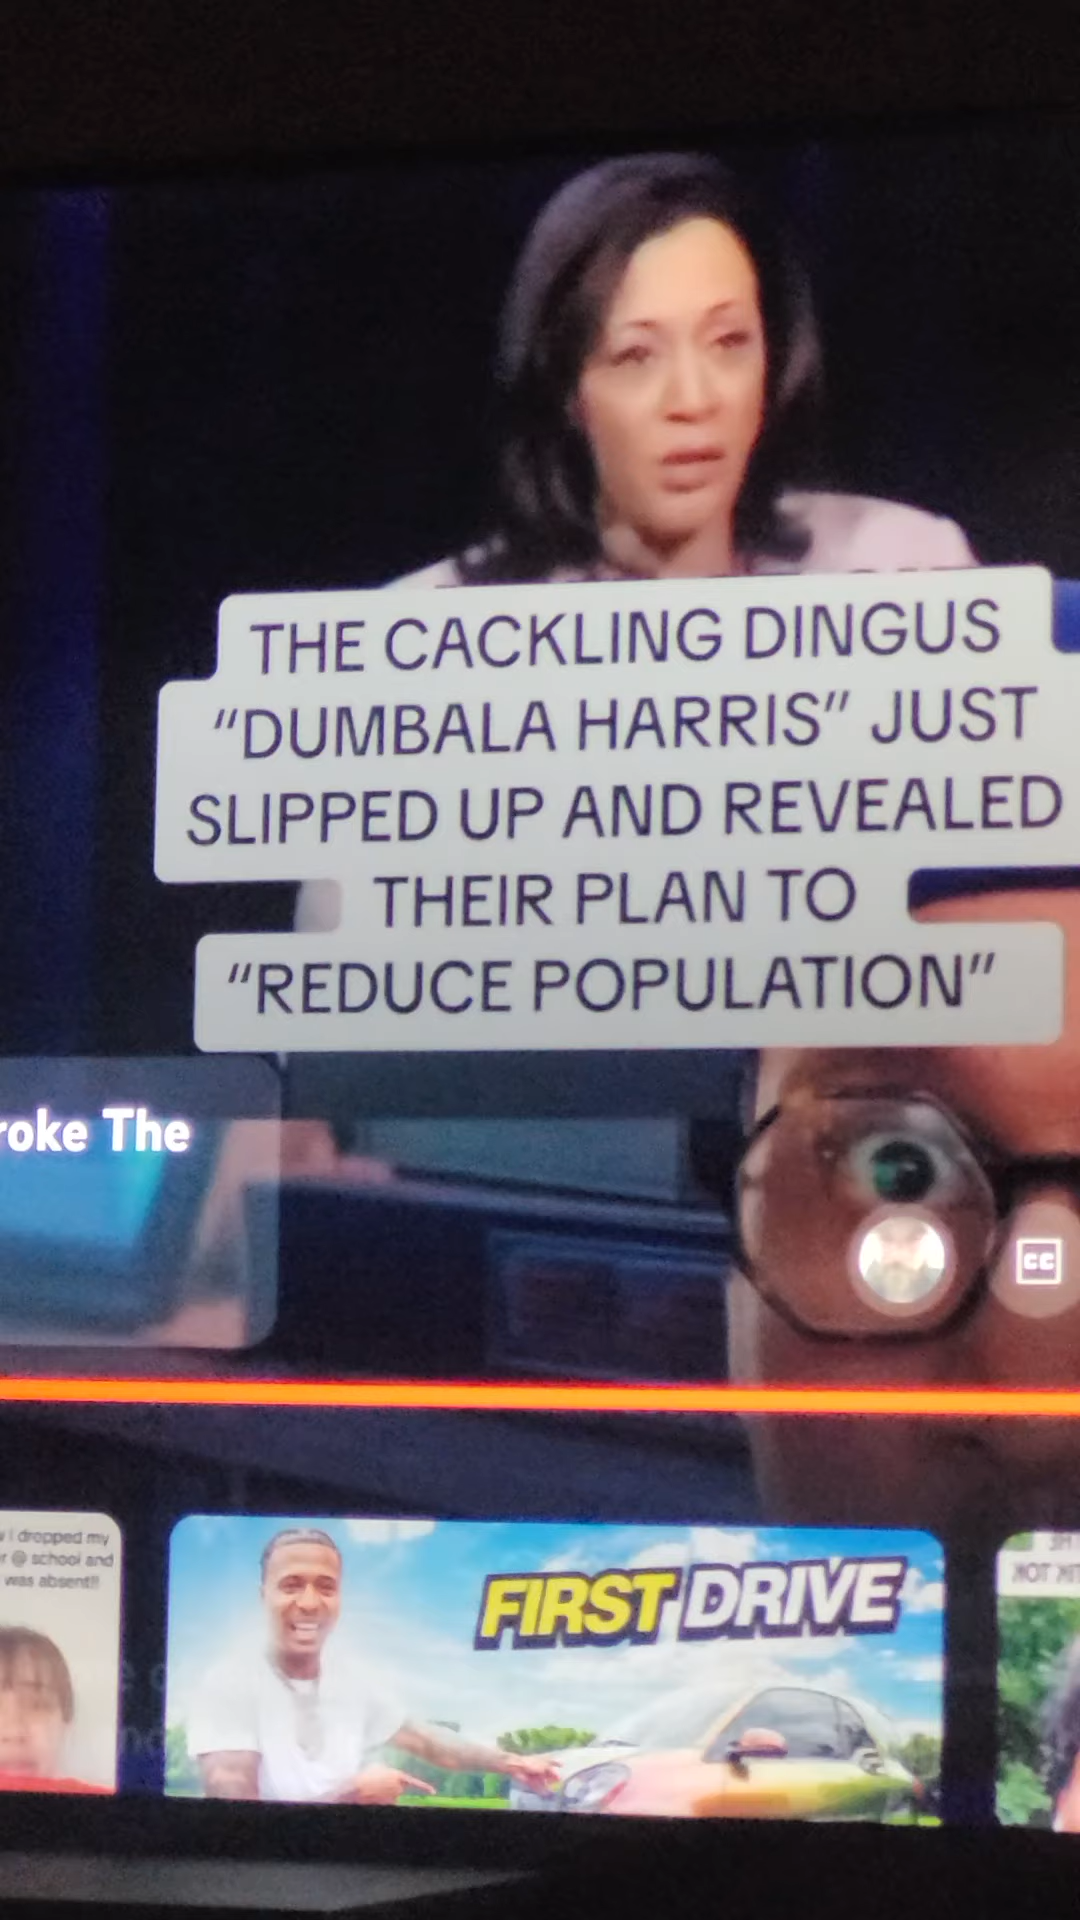 THE CACKLING DINGUS
“DUMBALA HARRIS” JUST
SLIPPED UP AND REVEALED
THEIR PLAN TO
“REDUCE POPULATION”
roke The
CC
I dropped my
@ school and
was absent!!
FIRST DRIVE